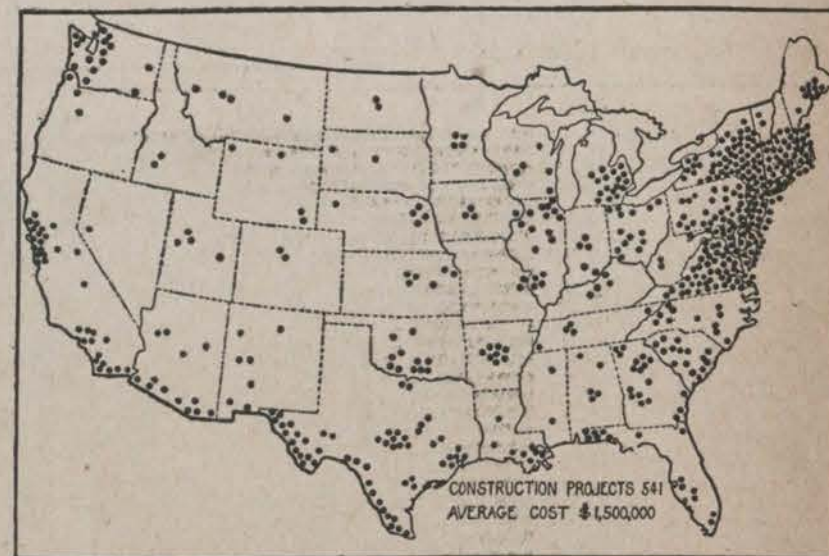 CONSTRUCTION PROJECTS 541
AVERAGE COST $1,500,000